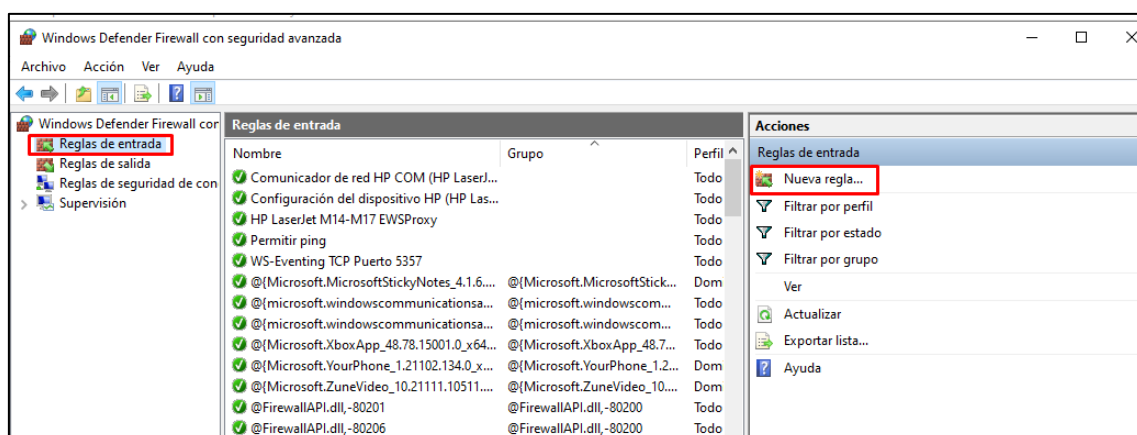 Windows Defender Firewall con seguridad avanzada
Archivo Acción Ver Ayuda
Windows Defender Firewall con
Reglas de entrada
Reglas de salida
Reglas de seguridad de con
Supervisión
Reglas de entrada
Nombre Grupo Perfil
Comunicador de red HP COM (HP LaserJ... Todo
Configuración del dispositivo HP (HP Las... Todo
HP LaserJet M14-M17 EWSProxy Todo
Permitir ping Todo
WS-Eventing TCP Puerto 5357 Todo
@{Microsoft.MicrosoftStickyNotes_4.1.6.... @{Microsoft.MicrosoftStick... Dom
@{microsoft.windowscommunicationsa... @{microsoft.windowscom... Todo
@{microsoft.windowscommunicationsa... @{microsoft.windowscom... Todo
@{Microsoft.XboxApp_48.78.15001.0_x64... @{Microsoft.XboxApp_48.7... Todo
@{Microsoft.YourPhone_1.21102.134.0_x... @{Microsoft.YourPhone_1.2... Dom
@{Microsoft.ZuneVideo_10.21111.10511.... @{Microsoft.ZuneVideo_10.... Dom
@FirewallAPI.dll,-80201 @FirewallAPI.dll,-80200 Todo
@FirewallAPI.dll,-80206 @FirewallAPI.dll,-80200 Todo
Acciones
Reglas de entrada
Nueva regla...
Filtrar por perfil
Filtrar por estado
Filtrar por grupo
Ver
Actualizar
Exportar lista...
Ayuda